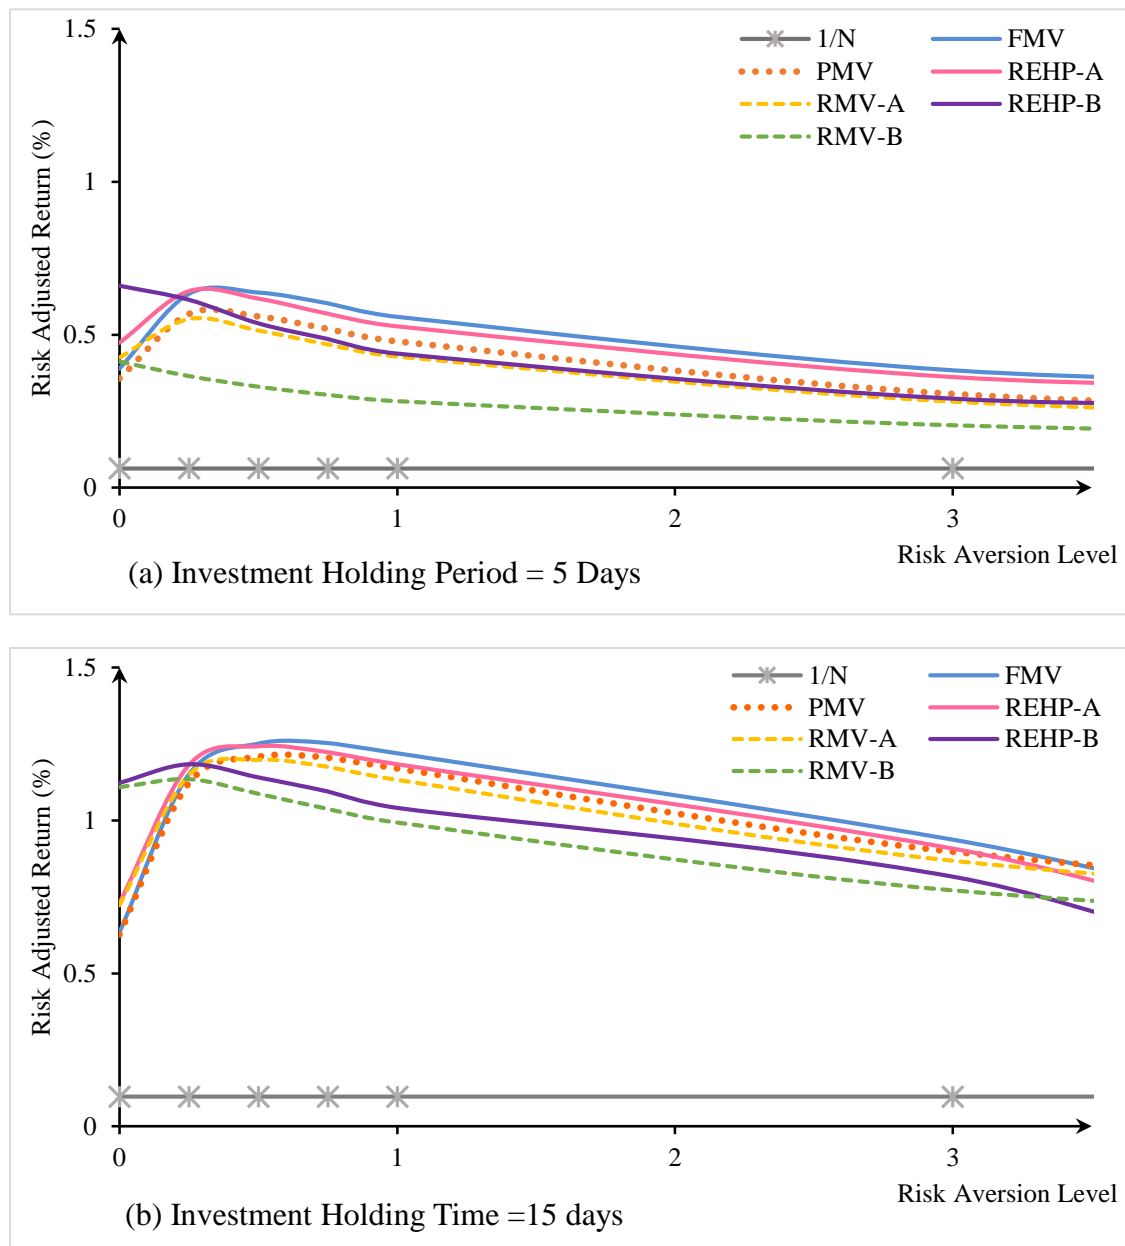 1.5
1/N FMV
PMV REHP-A
RMV-A REHP-B
RMV-B
1
0.5
0
Risk Adjusted Return (%)
0 1 2 3
Risk Aversion Level
(a) Investment Holding Period = 5 Days
1.5
1/N FMV
PMV REHP-A
RMV-A REHP-B
RMV-B
1
0.5
0
Risk Adjusted Return (%)
0 1 2 3
Risk Aversion Level
(b) Investment Holding Time =15 days